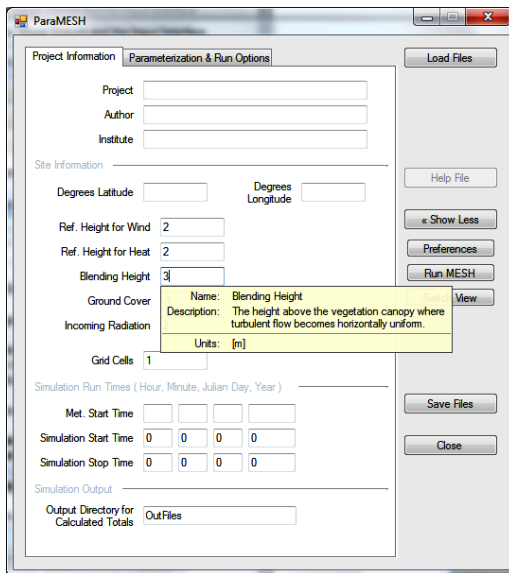 ParaMESH
Project Information Parameterization & Run Options
Load Files
Project
Author
Institute
Site Information
Help File
Degrees Latitude Degrees Longitude
« Show Less
Ref. Height for Wind 2
Ref. Height for Heat 2
Preferences
Blending Height 3
Run MESH
Name: Blending Height
Ground Cover
View
Description: The height above the vegetation canopy where
turbulent flow becomes horizontally uniform.
Incoming Radiation
Units: [m]
Grid Cells 1
Simulation Run Times ( Hour, Minute, Julian Day, Year )
Met. Start Time
Save Files
Simulation Start Time 0 0 0 0
Close
Simulation Stop Time 0 0 0 0
Simulation Output
Output Directory for
Calculated Totals
OutFiles